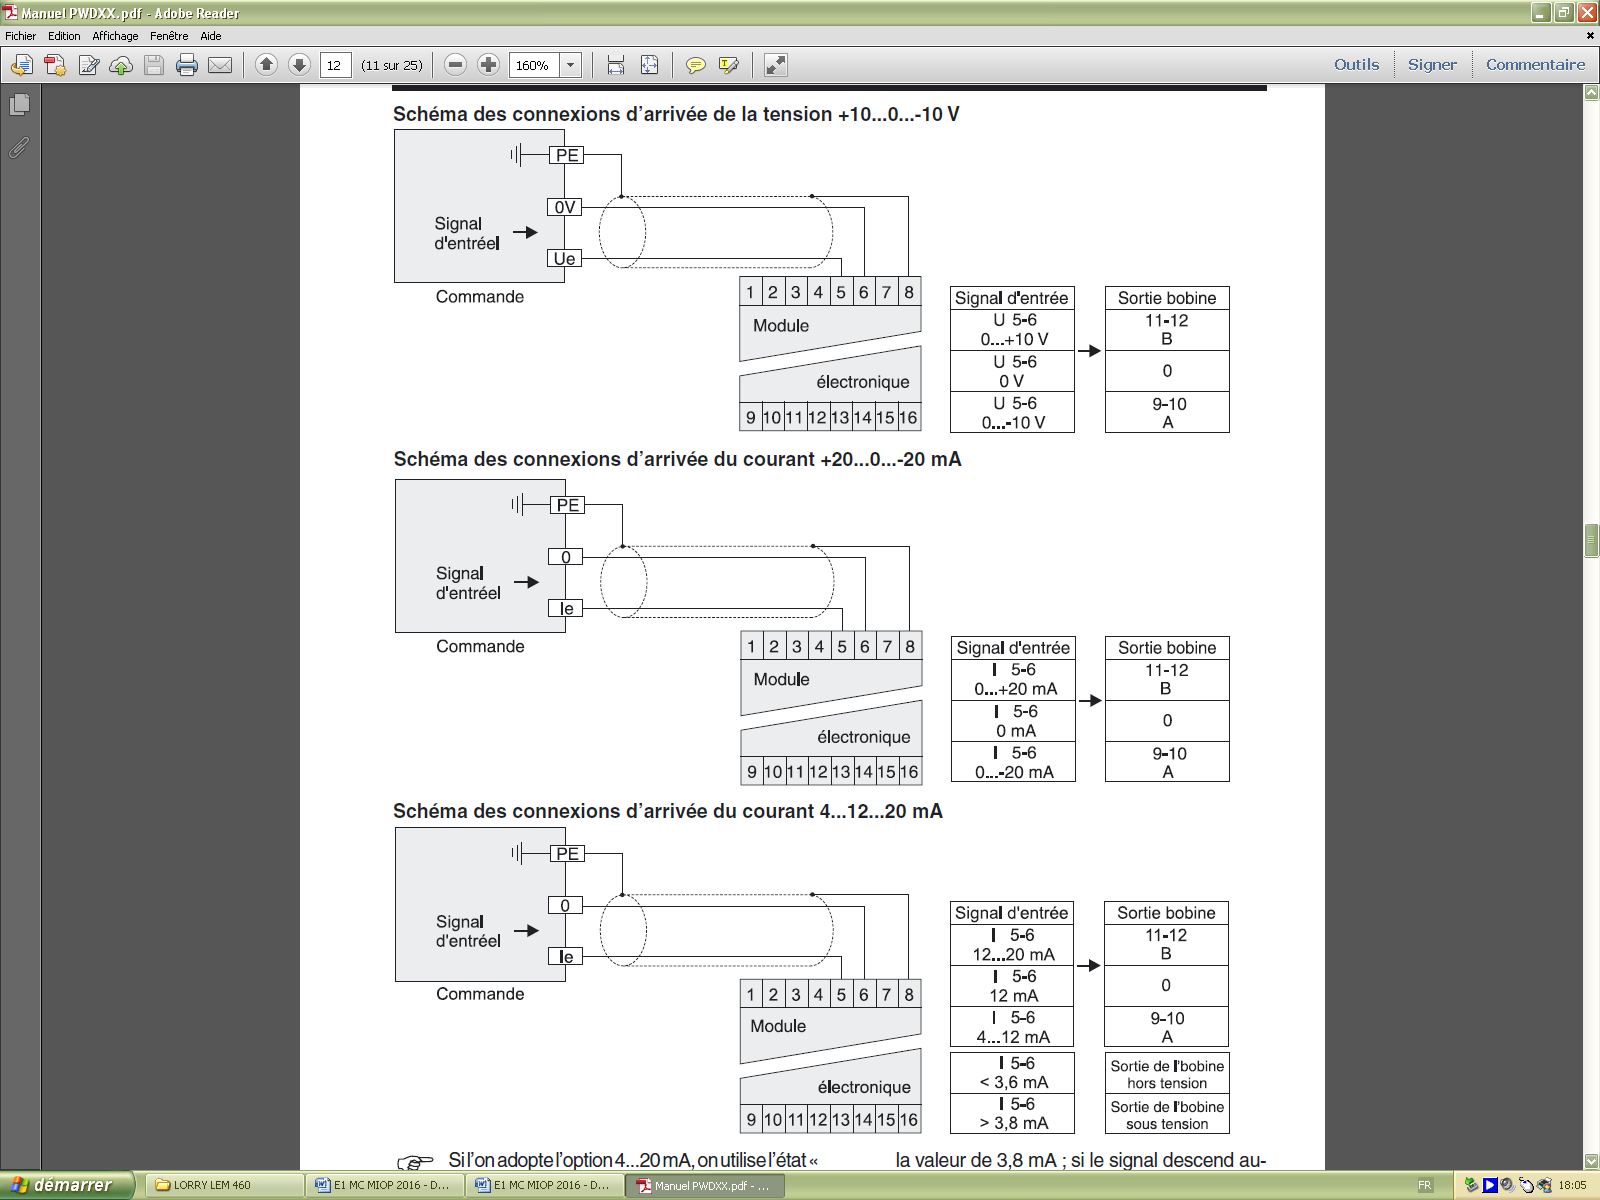 Manuel PWDXX.pdf - Adobe Reader
Fichier Edition Affichage Fenêtre Aide
12 (11 sur 25) 160% Outils Signer Commentaire
Schéma des connexions d'arrivée de la tension +10...0...-10 V
PE
0V
Signal
d'entréel
Ue
Commande
1 2 3 4 5 6 7 8
Module
électronique
9 10 11 12 13 14 15 16
Signal d'entrée
U 5-6
0...+10 V
U 5-6
0 V
U 5-6
0...-10 V
Sortie bobine
11-12
B
0
9-10
A
Schéma des connexions d'arrivée du courant +20...0...-20 mA
PE
0
Signal
d'entréel
Ie
Commande
1 2 3 4 5 6 7 8
Module
électronique
9 10 11 12 13 14 15 16
Signal d'entrée
I 5-6
0...+20 mA
I 5-6
0 mA
I 5-6
0...-20 mA
Sortie bobine
11-12
B
0
9-10
A
Schéma des connexions d'arrivée du courant 4...12...20 mA
PE
0
Signal
d'entréel
Ie
Commande
1 2 3 4 5 6 7 8
Module
électronique
9 10 11 12 13 14 15 16
Signal d'entrée
I 5-6
12...20 mA
I 5-6
12 mA
I 5-6
4...12 mA
I 5-6
< 3,6 mA
I 5-6
> 3,8 mA
Sortie bobine
11-12
B
0
9-10
A
Sortie de l'bobine
hors tension
Sortie de l'bobine
sous tension
Si l'on adopte l'option 4...20 mA, on utilise l'état «
la valeur de 3,8 mA ; si le signal descend au-
démarrer LORRY LEM 460 E1 MC MIOP 2016 - D... E1 MC MIOP 2016 - D... Manuel PWDXX.pdf - ... FR 18:05